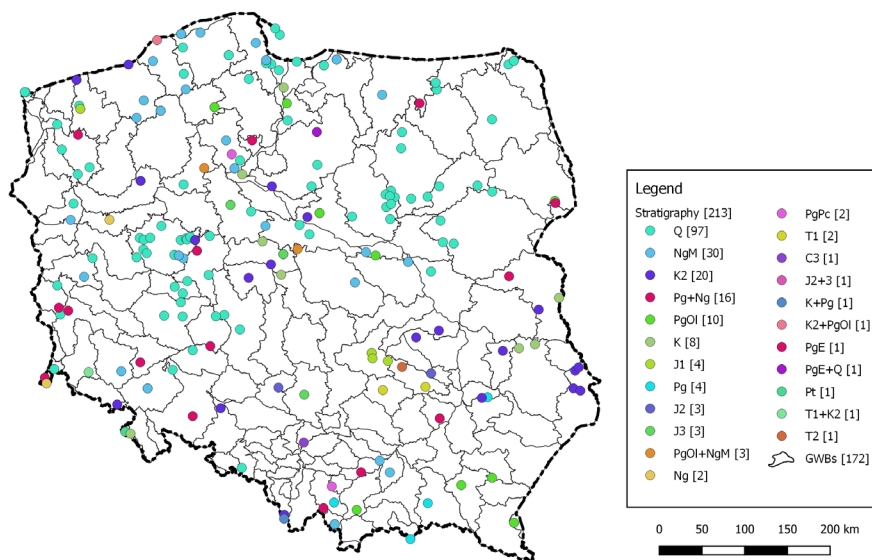 Legend
Stratigraphy [213]
Q [97]
NgM [30]
K2 [20]
Pg+Ng [16]
PgOl [10]
K [8]
J1 [4]
Pg [4]
J2 [3]
J3 [3]
PgOl+NgM [3]
Ng [2]
PgPc [2]
T1 [2]
C3 [1]
J2+3 [1]
K+Pg [1]
K2+PgOl [1]
PgE [1]
PgE+Q [1]
Pt [1]
T1+K2 [1]
T2 [1]
GWBs [172]
0 50 100 150 200 km